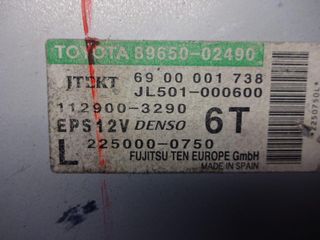 TOYOTA 89650-02490
JTEKT 69 00 001 738
JL501-000600
112900-3290
EPS12V DENSO 6T
L 225000-0750
FUJITSU TEN EUROPE GmbH
MADE IN SPAIN
*2250750L*